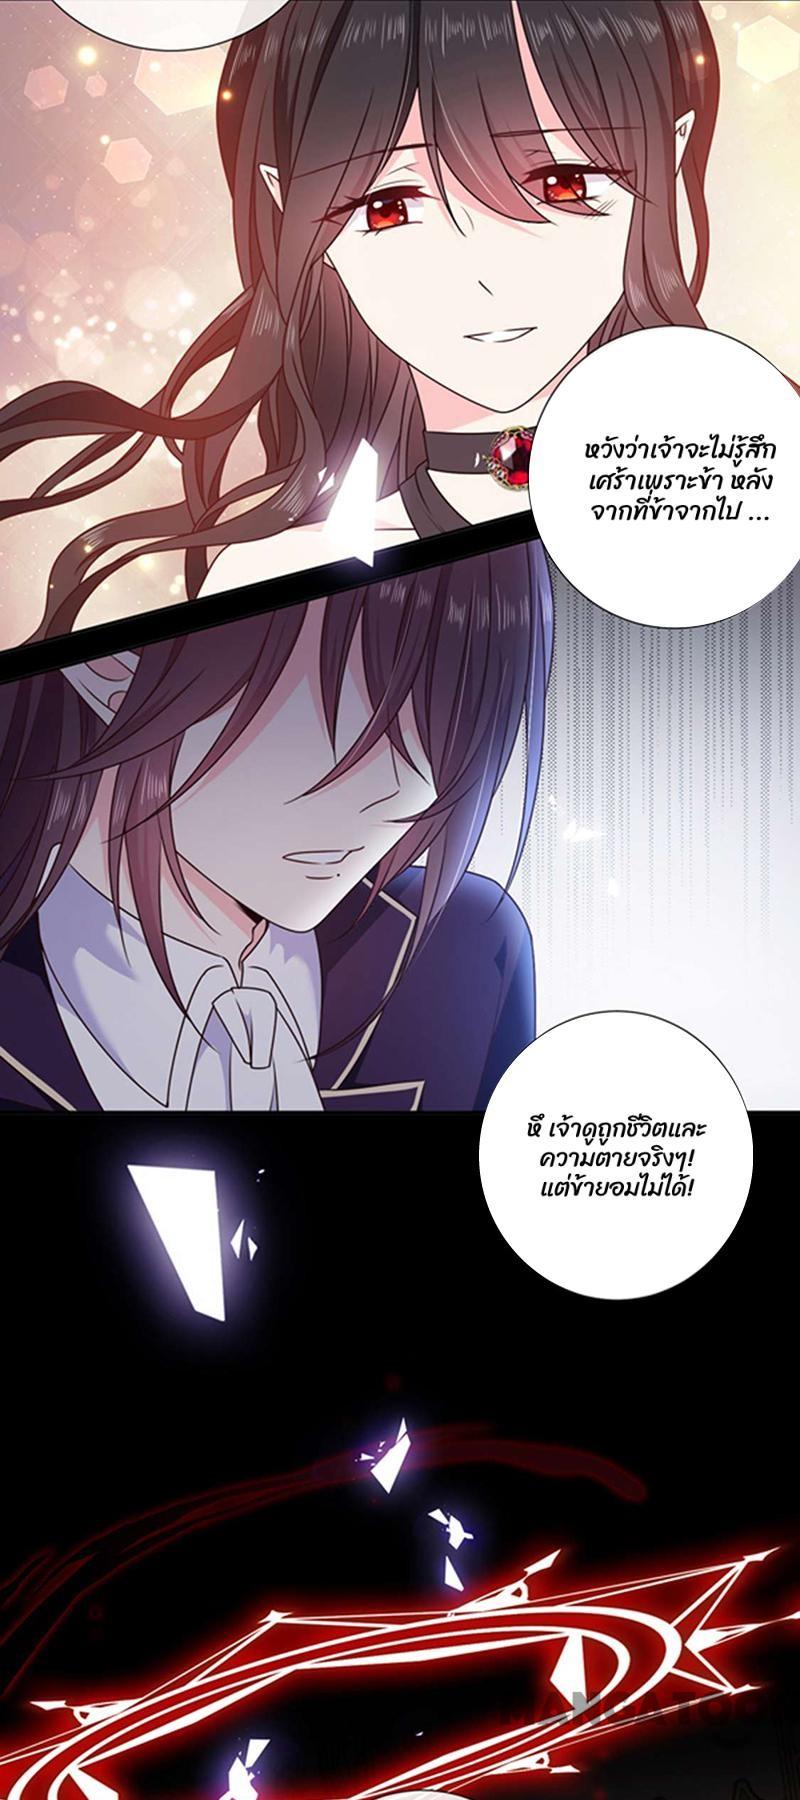 หวังว่าเจ้าจะไม่รู้สึก
เศร้าเพราะข้า หลัง
จากที่ข้าจากไป ...
หึ เจ้าดูถูกชีวิตและ
ความตายจริงๆ!
แต่ข้ายอมไม่ได้!
MANGATOON